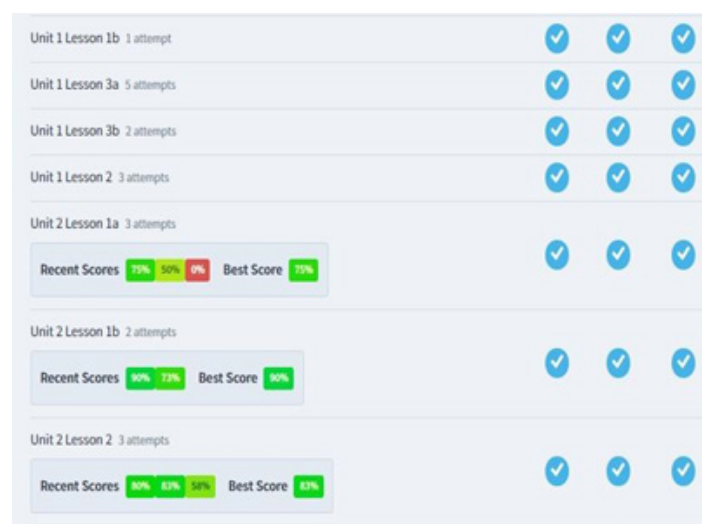 Unit 1 Lesson 1b 1 attempt
Unit 1 Lesson 3a 5 attempts
Unit 1 Lesson 3b 2 attempts
Unit 1 Lesson 2 3 attempts
Unit 2 Lesson 1a 3 attempts
Recent Scores 75% 50% 0% Best Score 75%
Unit 2 Lesson 1b 2 attempts
Recent Scores 90% 73% Best Score 90%
Unit 2 Lesson 2 3 attempts
Recent Scores 80% 83% 58% Best Score 83%